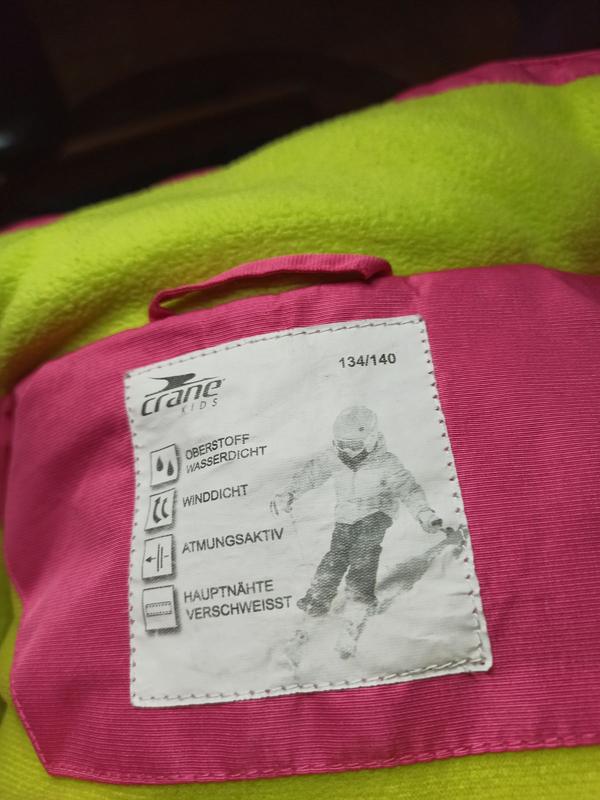 134/140
crane
KIDS
OBERSTOFF
WASSERDICHT
WINDDICHT
ATMUNGSAKTIV
HAUPTNÄHTE
VERSCHWEISST